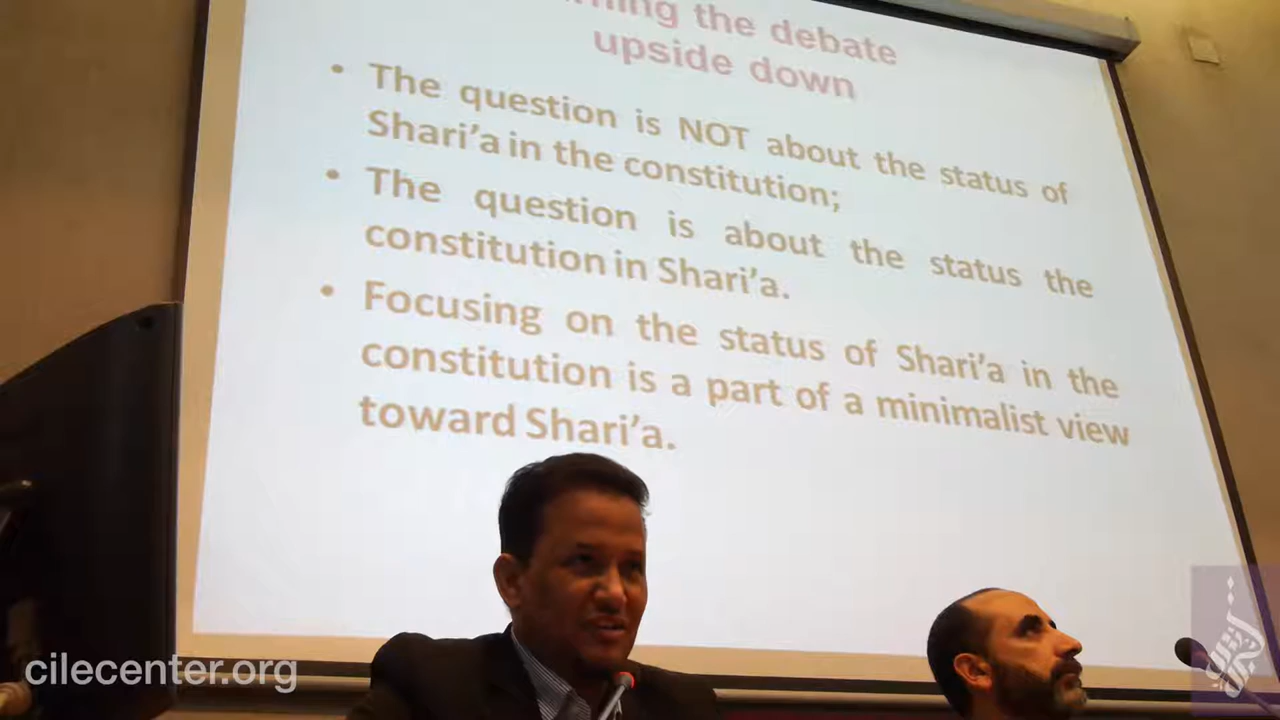 the debate
upside down
• The question is NOT about the status of
Shari’a in the constitution;
• The question is about the status the
constitution in Shari’a.
• Focusing on the status of Shari’a in the
constitution is a part of a minimalist view
toward Shari’a.
cilecenter.org